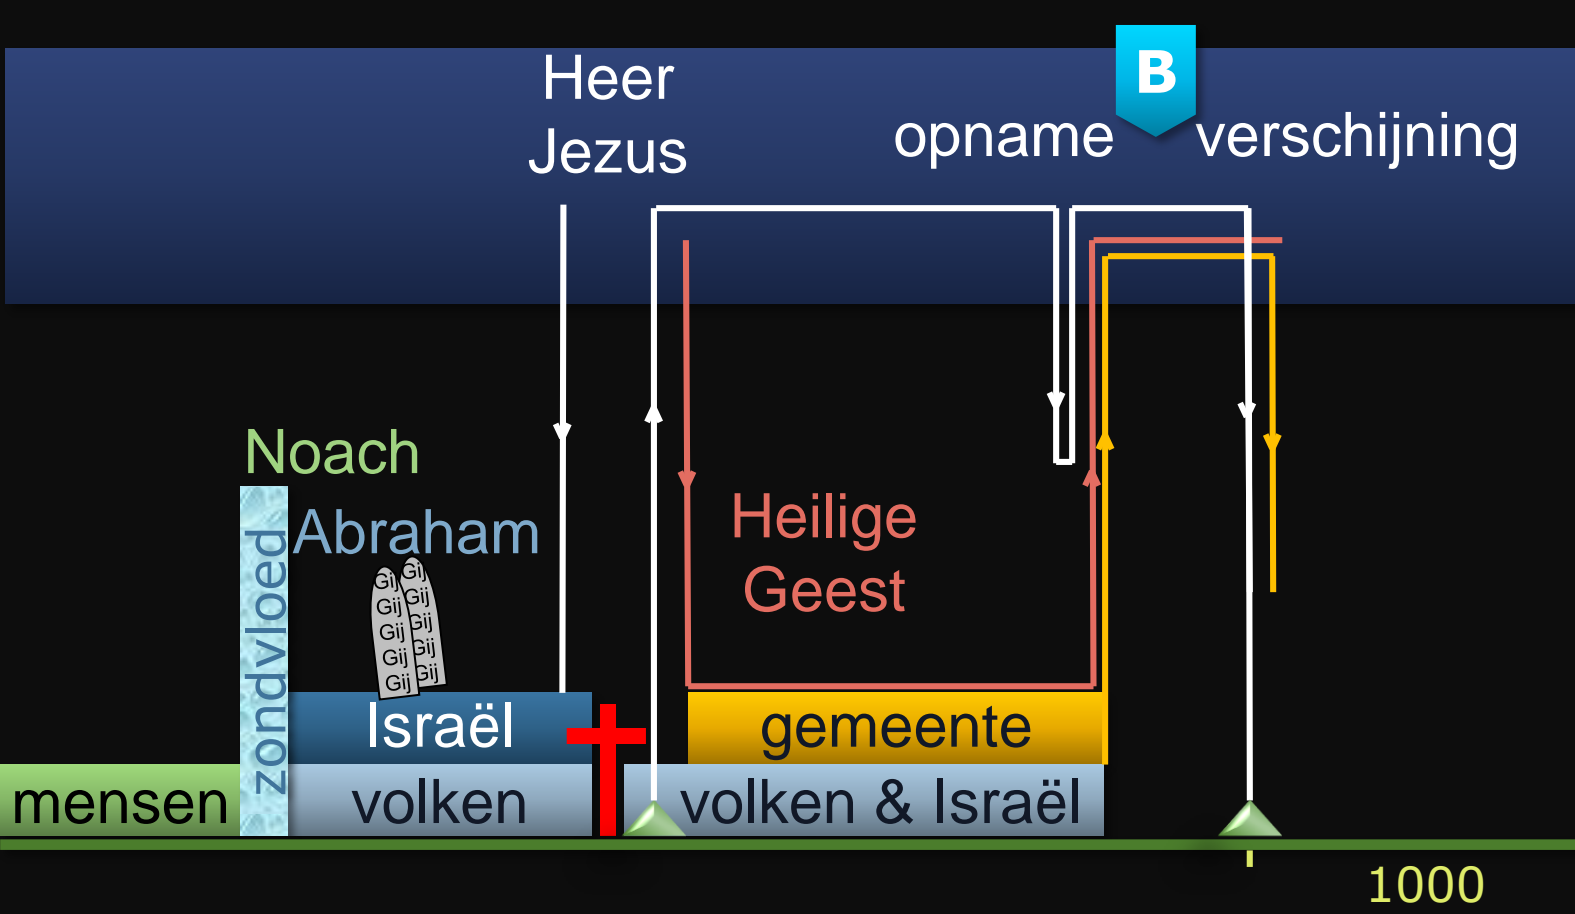 Heer
Jezus
B
opname
verschijning
Noach
Abraham
zondvloed
Gij Gij
Gij Gij
Gij Gij
Gij Gij
Gij Gij
Heilige
Geest
Israël
gemeente
mensen
volken
volken & Israël
1000